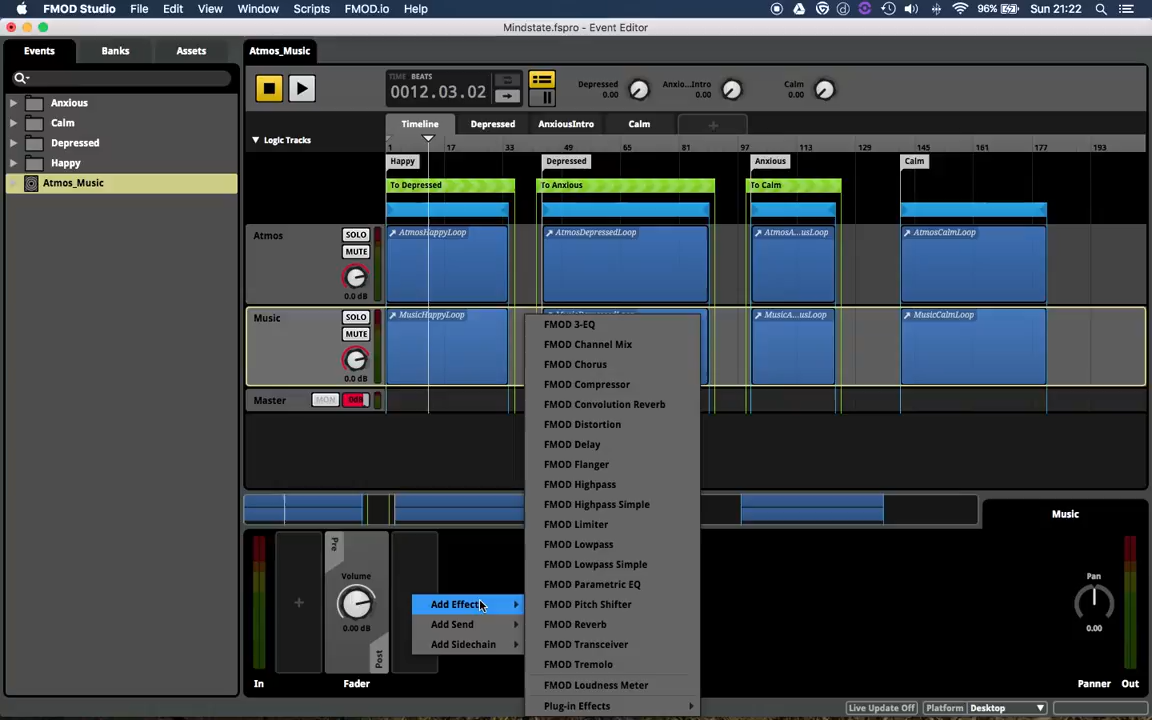 FMOD Studio File Edit View Window Scripts FMOD.io Help 96% Sun 21:22
Mindstate.fspro - Event Editor
Events Banks Assets Atmos_Music
TIME BEATS
0012.03.02
Depressed
0.00
Anxio...Intro
0.00
Calm
0.00
Anxious
Calm
Depressed
Happy
Atmos_Music
Timeline Depressed AnxiousIntro Calm +
Logic Tracks
1 17 33 49 65 81 97 113 129 145 161 177 193
Happy Depressed Anxious Calm
To Depressed To Anxious To Calm
Atmos SOLO AtmosHappyLoop AtmosDepressedLoop AtmosA...usLoop AtmosCalmLoop
MUTE
0.0 dB
Music SOLO MusicHappyLoop MusicDepressedLoop MusicA...usLoop MusicCalmLoop
MUTE
0.0 dB
Master MON
FMOD 3-EQ
FMOD Channel Mix
FMOD Chorus
FMOD Compressor
FMOD Convolution Reverb
FMOD Distortion
FMOD Delay
FMOD Flanger
FMOD Highpass
FMOD Highpass Simple
FMOD Limiter
FMOD Lowpass
FMOD Lowpass Simple
FMOD Parametric EQ
FMOD Pitch Shifter
FMOD Reverb
FMOD Transceiver
FMOD Tremolo
FMOD Loudness Meter
Plug-in Effects
Music
Pre
Volume
0.00 dB
Post
+
Add Effect
Add Send
Add Sidechain
Pan
0.00
In Fader Panner Out
Live Update Off Platform Desktop